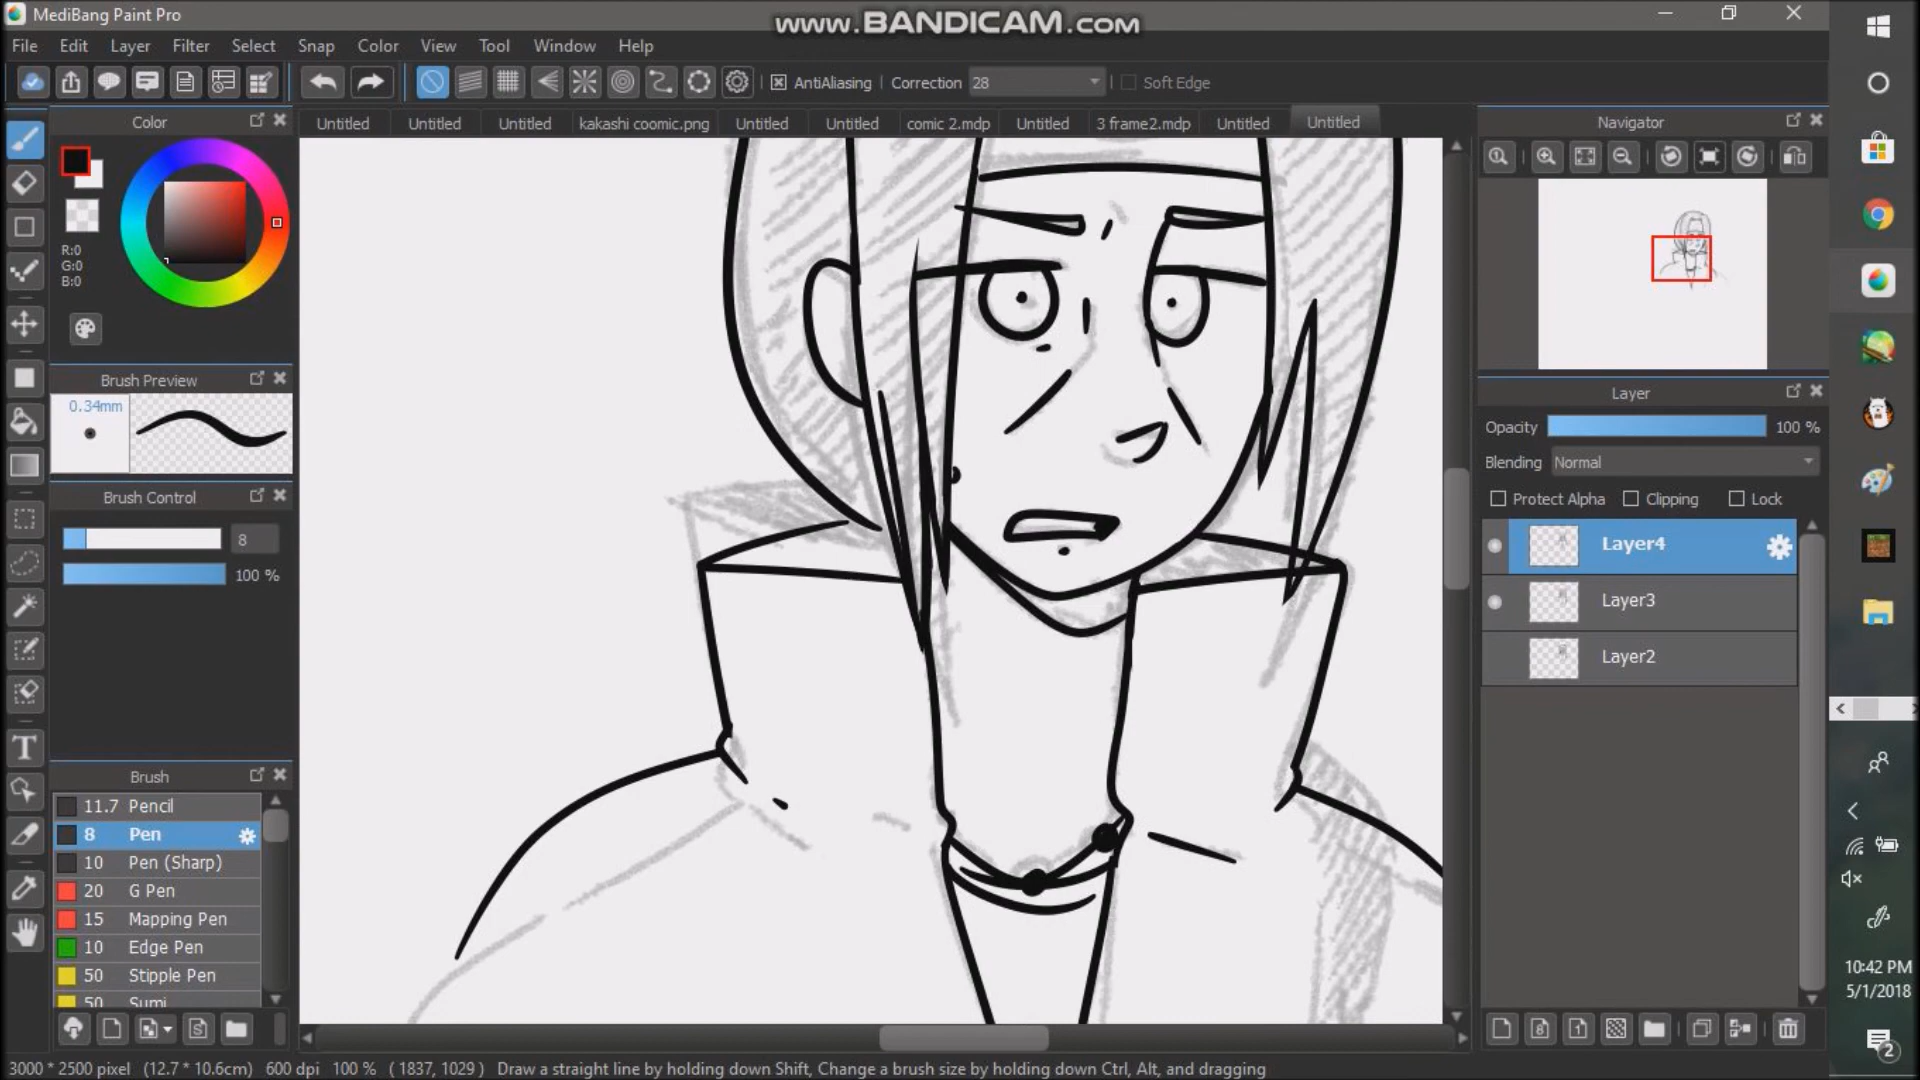 MediBang Paint Pro
www.BANDICAM.com
File Edit Layer Filter Select Snap Color View Tool Window Help
AntiAliasing Correction 28 Soft Edge
Color
Untitled Untitled Untitled kakashi coomic.png Untitled Untitled comic 2.mdp Untitled 3 frame2.mdp Untitled Untitled
Navigator
R:0
G:0
B:0
Brush Preview
0.34mm
Brush Control
8
100 %
Brush
11.7 Pencil
8 Pen
10 Pen (Sharp)
20 G Pen
15 Mapping Pen
10 Edge Pen
50 Stipple Pen
50 Sumi
Layer
Opacity 100 %
Blending Normal
Protect Alpha Clipping Lock
Layer4
Layer3
Layer2
10:42 PM
5/1/2018
2
3000 * 2500 pixel (12.7 * 10.6cm) 600 dpi 100 % ( 1837, 1029 ) Draw a straight line by holding down Shift, Change a brush size by holding down Ctrl, Alt, and dragging